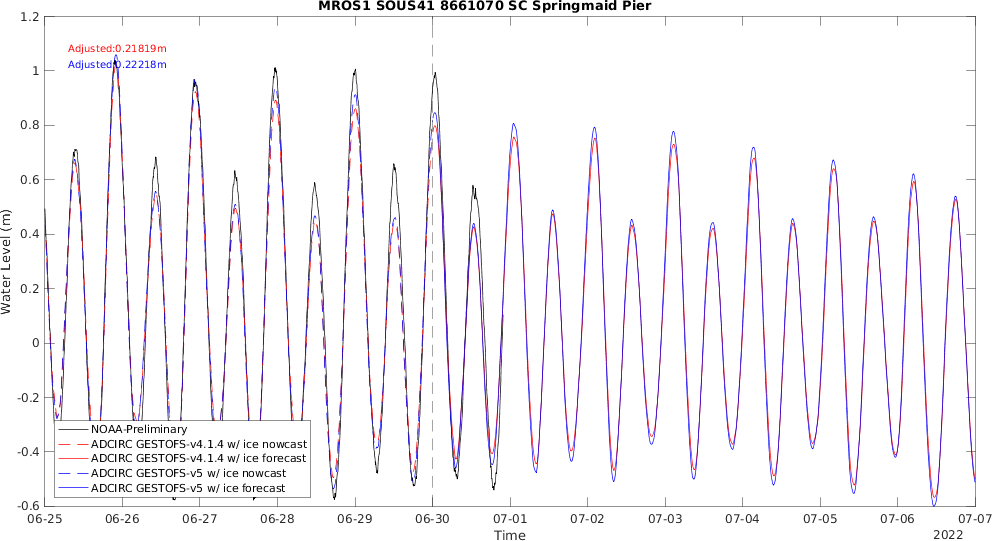 MROS1 SOUS41 8661070 SC Springmaid Pier
1.2
Adjusted:0.21819m
Adjusted:0.22218m
1
0.8
0.6
0.4
0.2
0
-0.2
-0.4
-0.6
Water Level (m)
NOAA-Preliminary
ADCIRC GESTOFS-v4.1.4 w/ ice nowcast
ADCIRC GESTOFS-v4.1.4 w/ ice forecast
ADCIRC GESTOFS-v5 w/ ice nowcast
ADCIRC GESTOFS-v5 w/ ice forecast
06-25 06-26 06-27 06-28 06-29 06-30 07-01 07-02 07-03 07-04 07-05 07-06 07-07
Time
2022